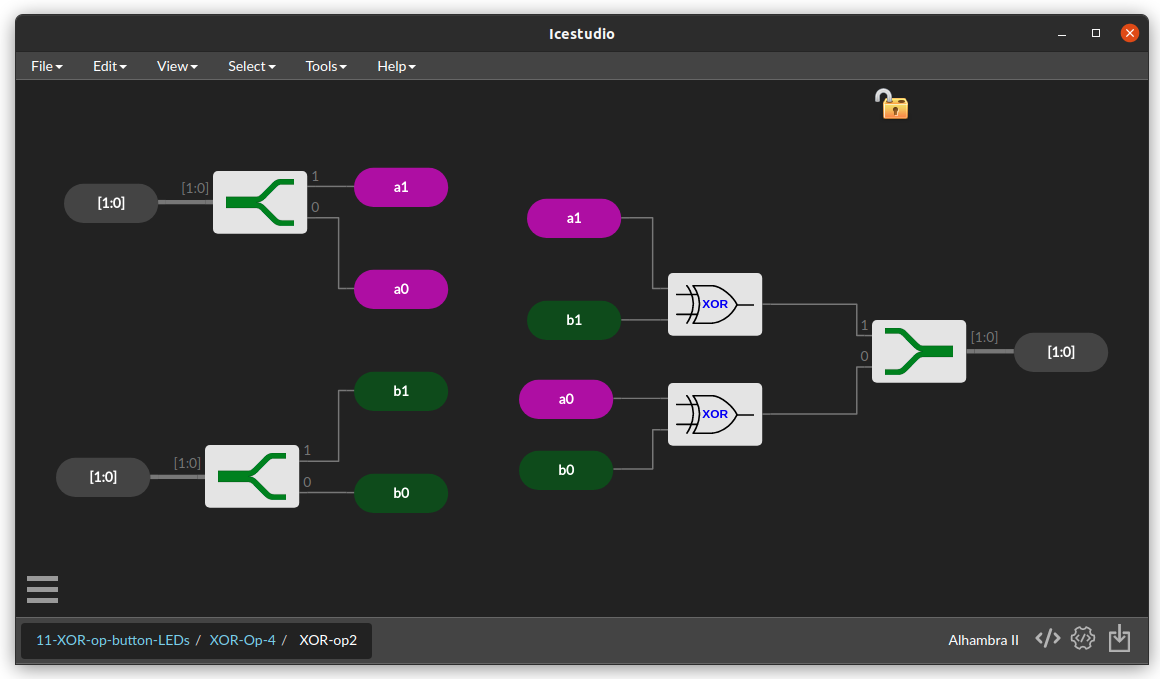 Icestudio
File Edit View Select Tools Help
[1:0]
[1:0]
1
0
a1
a0
[1:0]
[1:0]
1
0
b1
b0
a1
b1
XOR
a0
b0
XOR
1
0
[1:0]
[1:0]
11-XOR-op-button-LEDs / XOR-Op-4 / XOR-op2
Alhambra II